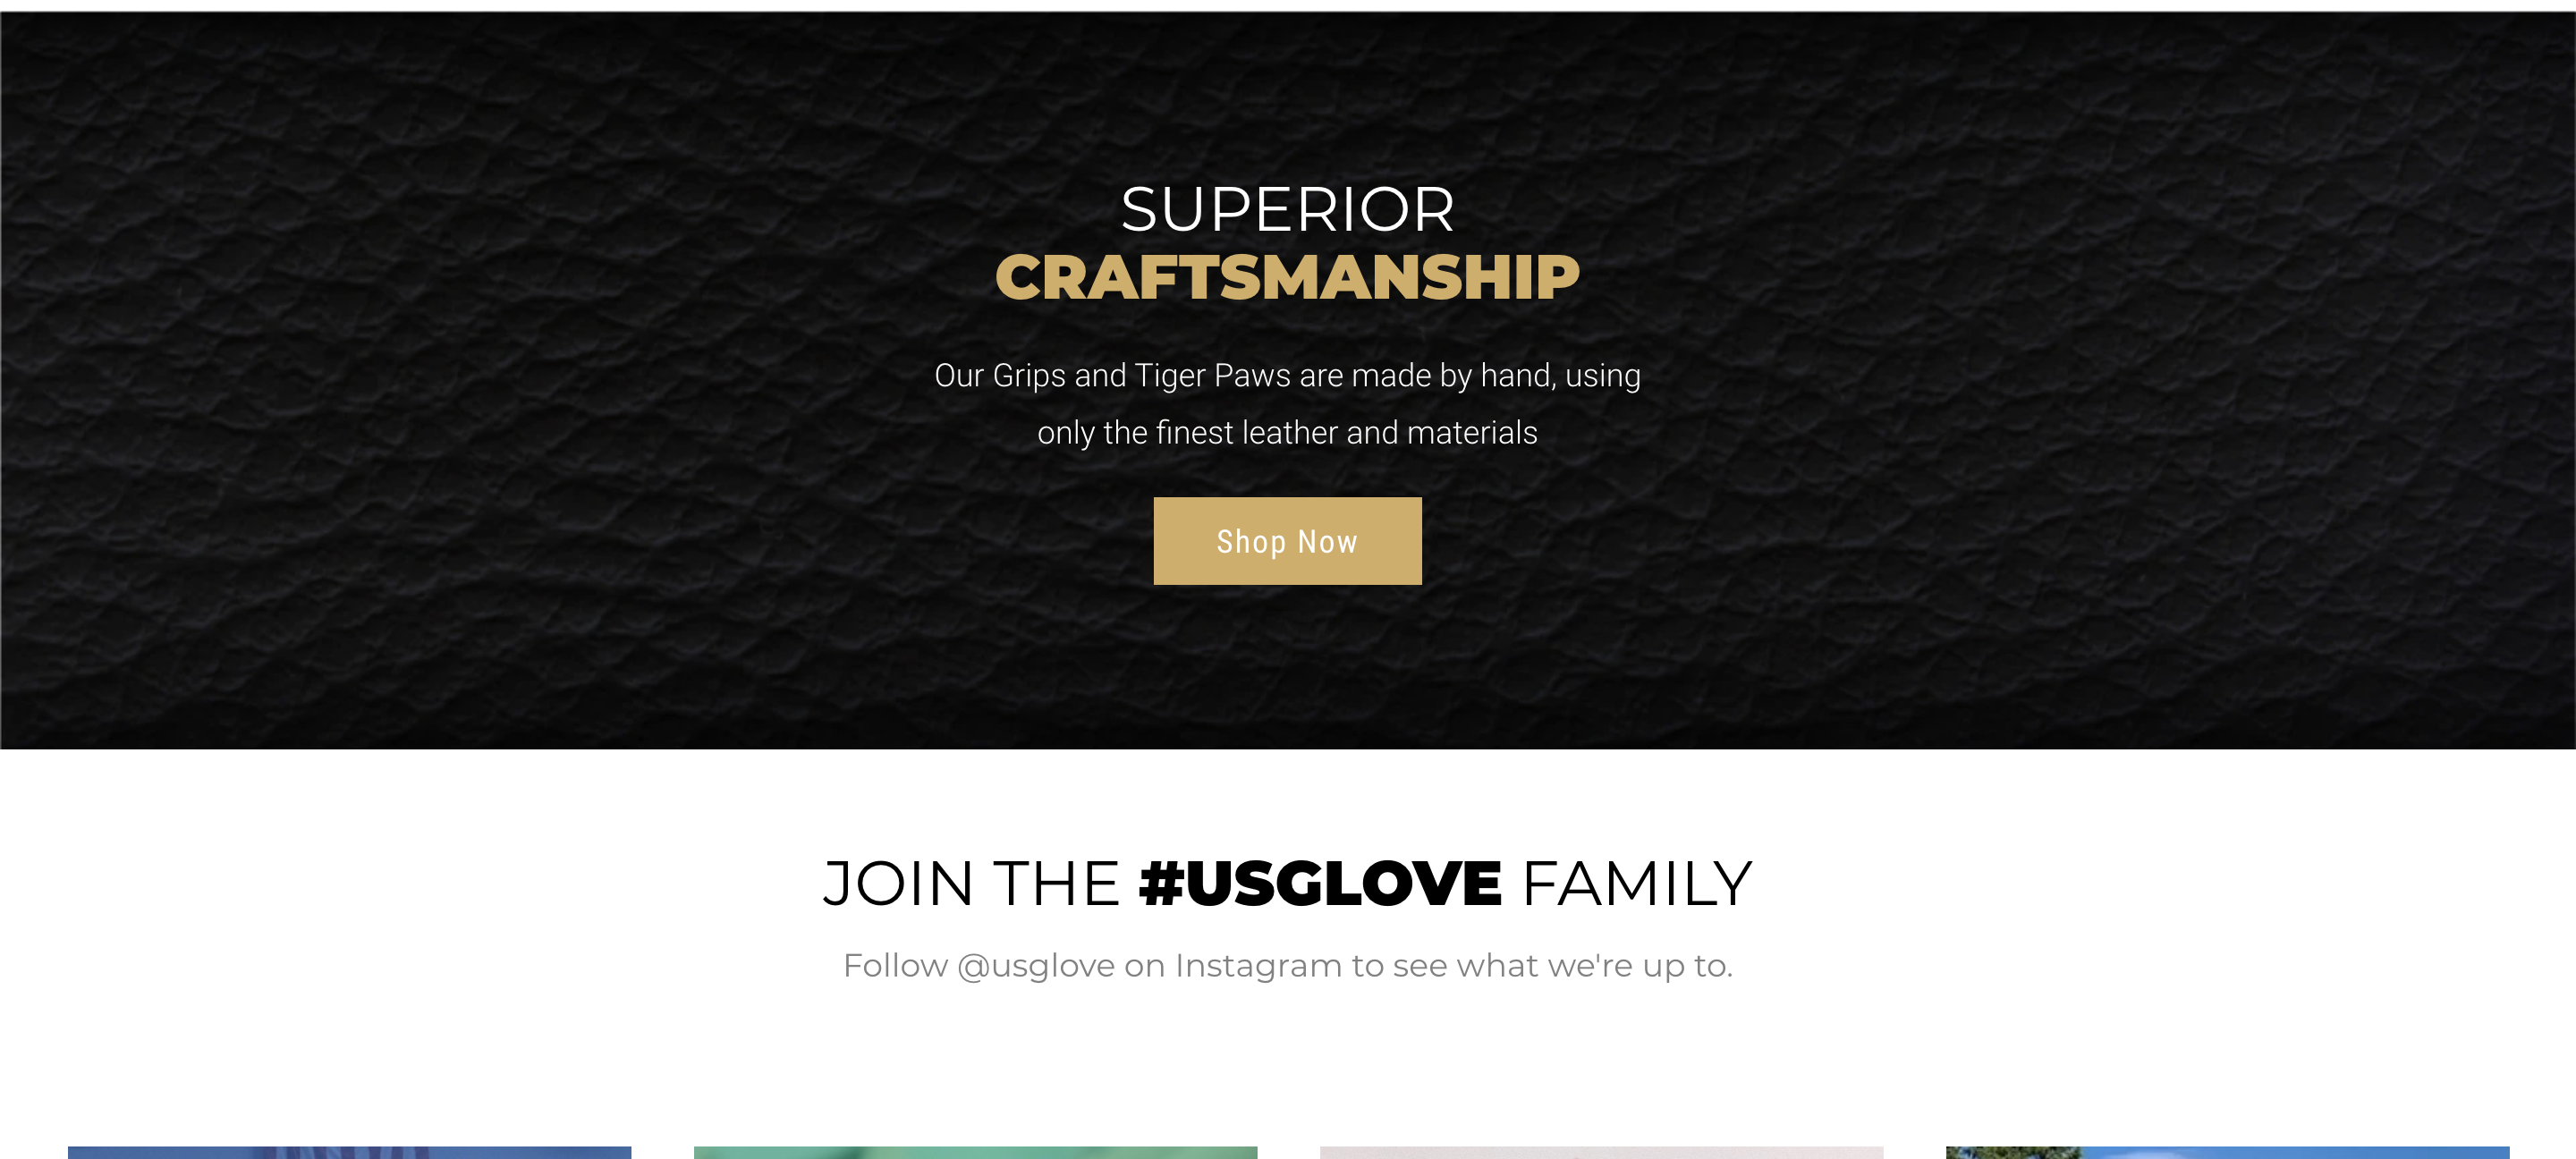 SUPERIOR
CRAFTSMANSHIP
Our Grips and Tiger Paws are made by hand, using
only the finest leather and materials
Shop Now
JOIN THE #USGLOVE FAMILY
Follow @usglove on Instagram to see what we're up to.